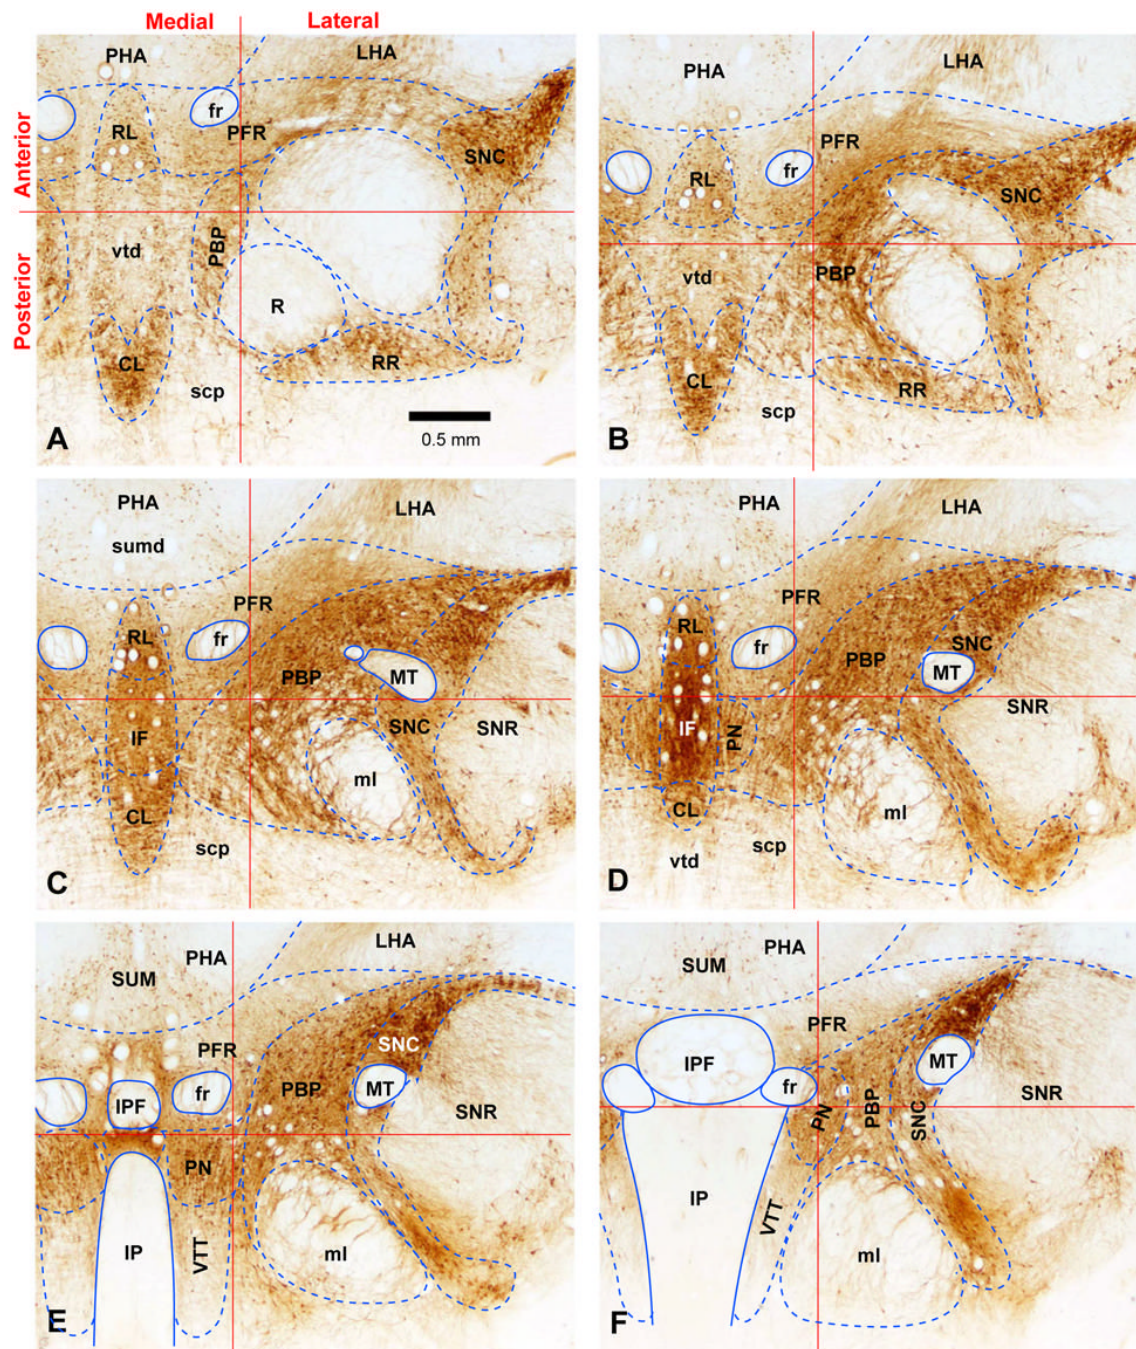 Medial Lateral
Anterior
Posterior
PHA LHA
fr
RL PFR SNC
PBP
vtd
R
CL RR
scp
0.5 mm
A
PHA LHA
PFR
RL fr SNC
vtd PBP
CL RR
scp
B
PHA LHA
sumd
PFR
RL fr
PBP MT
IF SNC SNR
ml
CL
scp
C
PHA LHA
PFR
RL fr SNC
PBP MT
IF PN SNR
ml
CL
vtd scp
D
SUM PHA LHA
PFR SNC
IPF fr PBP MT
SNR
PN
IP VTT ml
E
SUM PHA
PFR
IPF fr MT
PN PBP SNC SNR
IP VTT ml
F